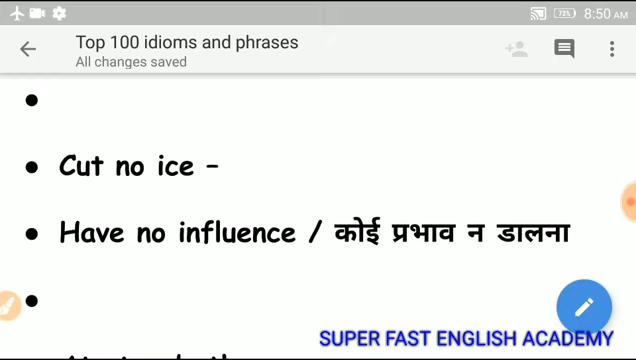 72% 8:50 AM
Top 100 idioms and phrases
All changes saved
Cut no ice –
Have no influence / कोई प्रभाव न डालना
SUPER FAST ENGLISH ACADEMY